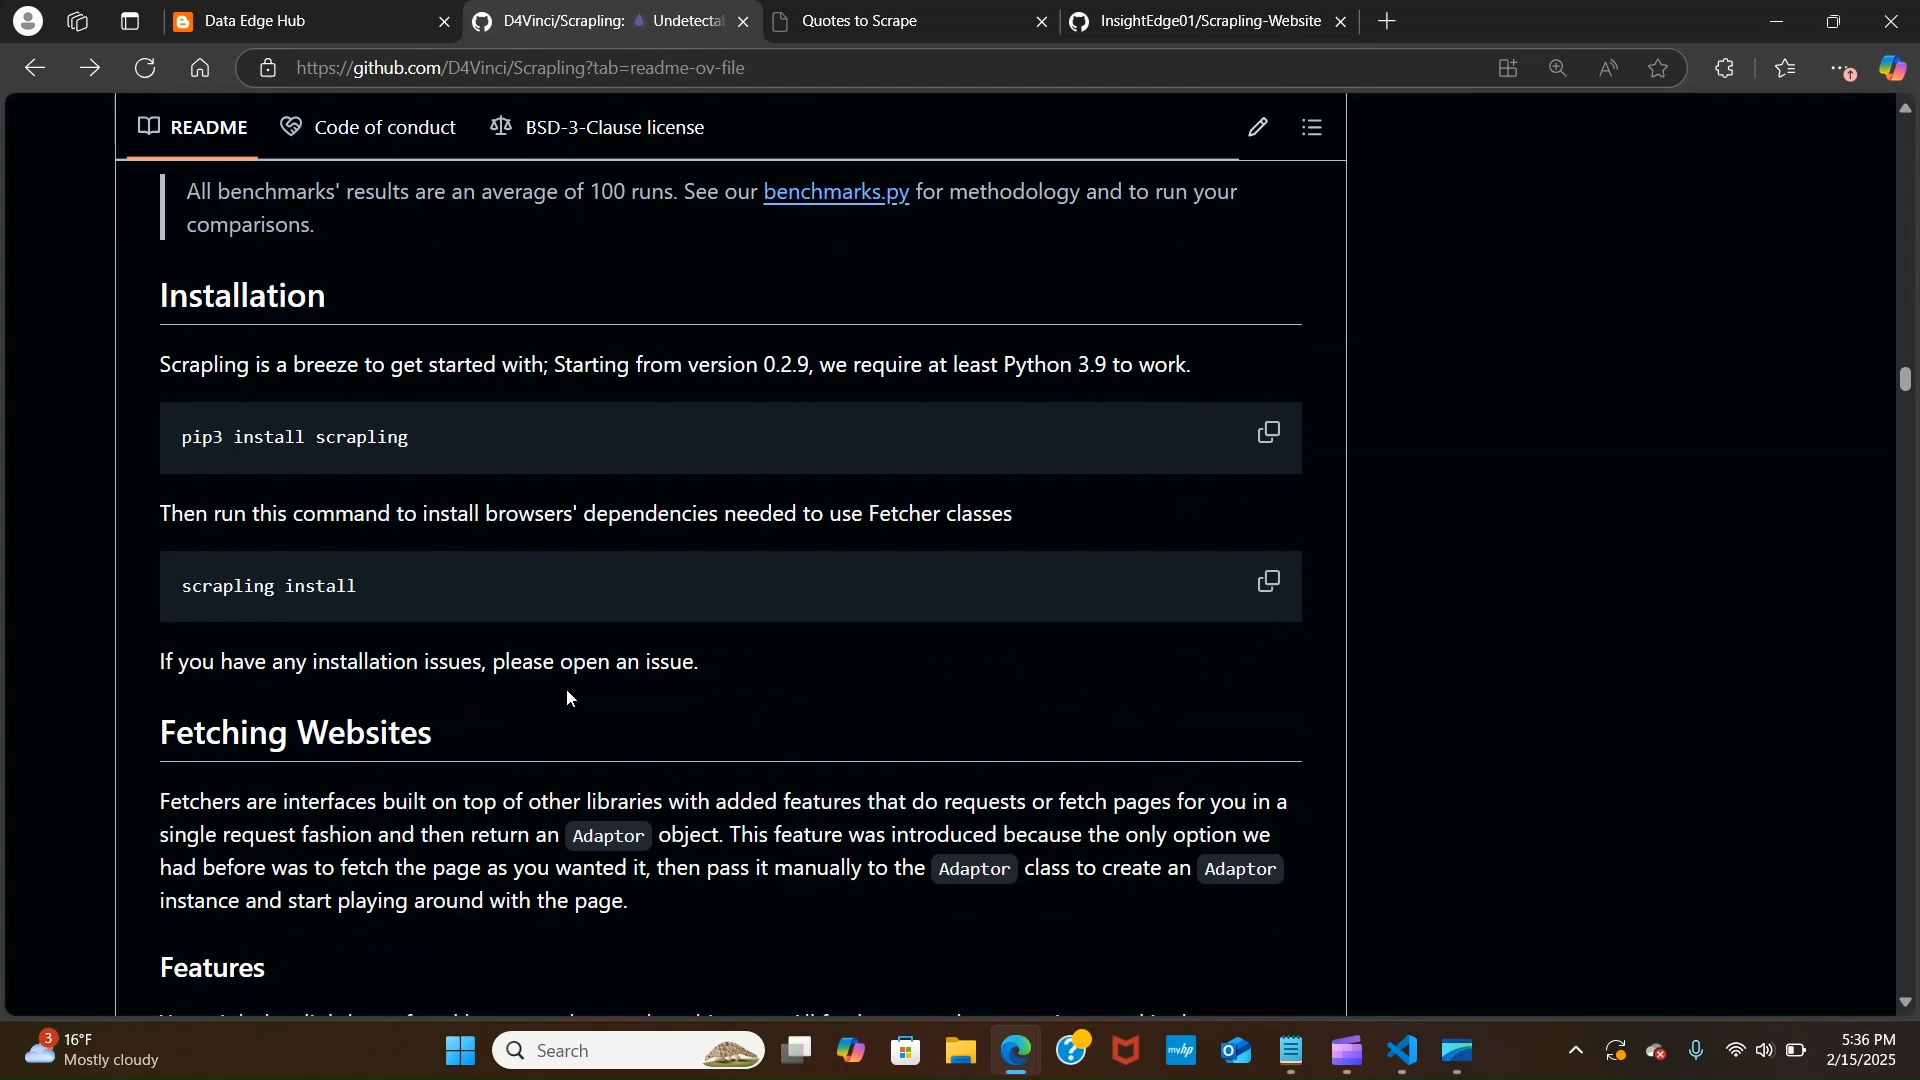 Data Edge Hub
D4Vinci/Scrapling: Undetecta
Quotes to Scrape
InsightEdge01/Scrapling-Website
https://github.com/D4Vinci/Scrapling?tab=readme-ov-file
README
Code of conduct
BSD-3-Clause license
All benchmarks' results are an average of 100 runs. See our benchmarks.py for methodology and to run your
comparisons.
Installation
Scrapling is a breeze to get started with; Starting from version 0.2.9, we require at least Python 3.9 to work.
pip3 install scrapling
Then run this command to install browsers' dependencies needed to use Fetcher classes
scrapling install
If you have any installation issues, please open an issue.
Fetching Websites
Fetchers are interfaces built on top of other libraries with added features that do requests or fetch pages for you in a
single request fashion and then return an Adaptor object. This feature was introduced because the only option we
had before was to fetch the page as you wanted it, then pass it manually to the Adaptor class to create an Adaptor
instance and start playing around with the page.
Features
3
16°F
Mostly cloudy
Search
myhp
5:36 PM
2/15/2025